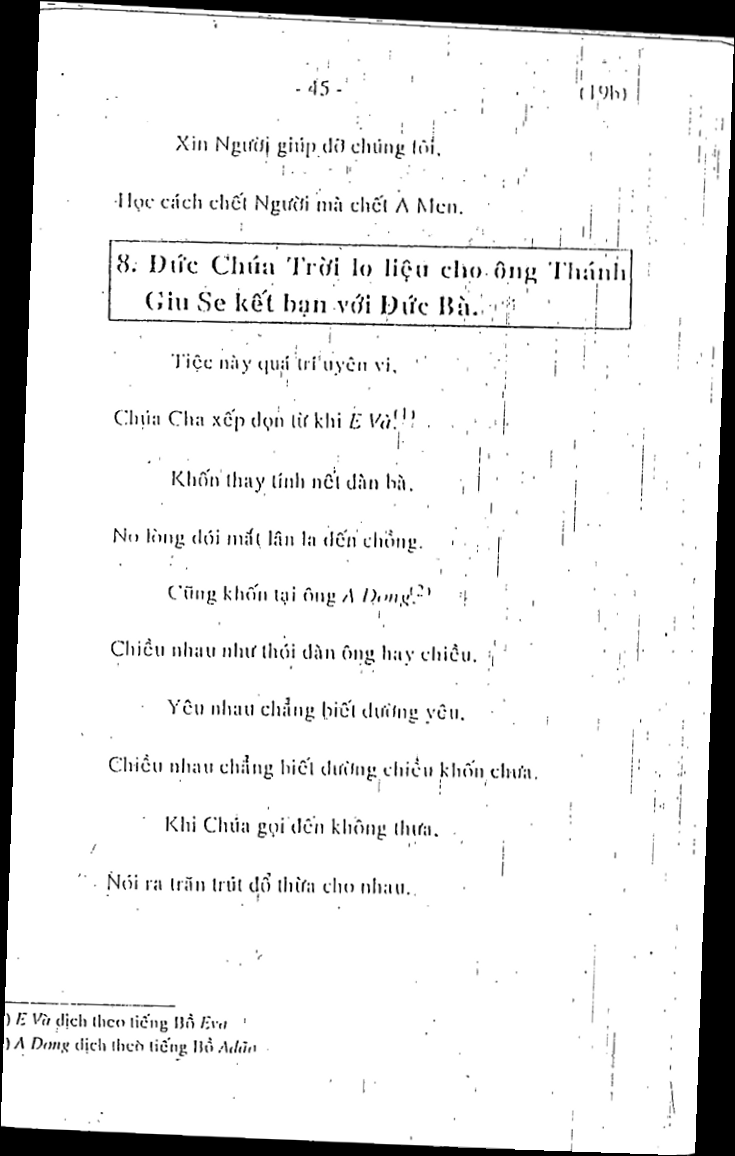 - 45 -
(19b)
Xin Người giúp đỡ chúng tôi,
Học cách chết Người mà chết A Men.
8. Đức Chúa Trời lo liệu cho ông Thánh
Giu Se kết bạn với Đức Bà.
Tiệc này quá trí uyên vi,
Chúa Cha xếp dọn từ khi E Và.(1)
Khốn thay tính nết đàn bà,
No lòng đói mắt lân la đến chồng.
Cũng khốn tại ông A Dong.(2)
Chiều nhau như thói đàn ông hay chiều.
Yêu nhau chẳng biết đường yêu,
Chiều nhau chẳng biết đường chiều khốn chưa.
Khi Chúa gọi đến không thưa,
Nói ra trăn trút đổ thừa cho nhau.
) E Và dịch theo tiếng Bồ Eva
) A Dong dịch theo tiếng Bồ Adão